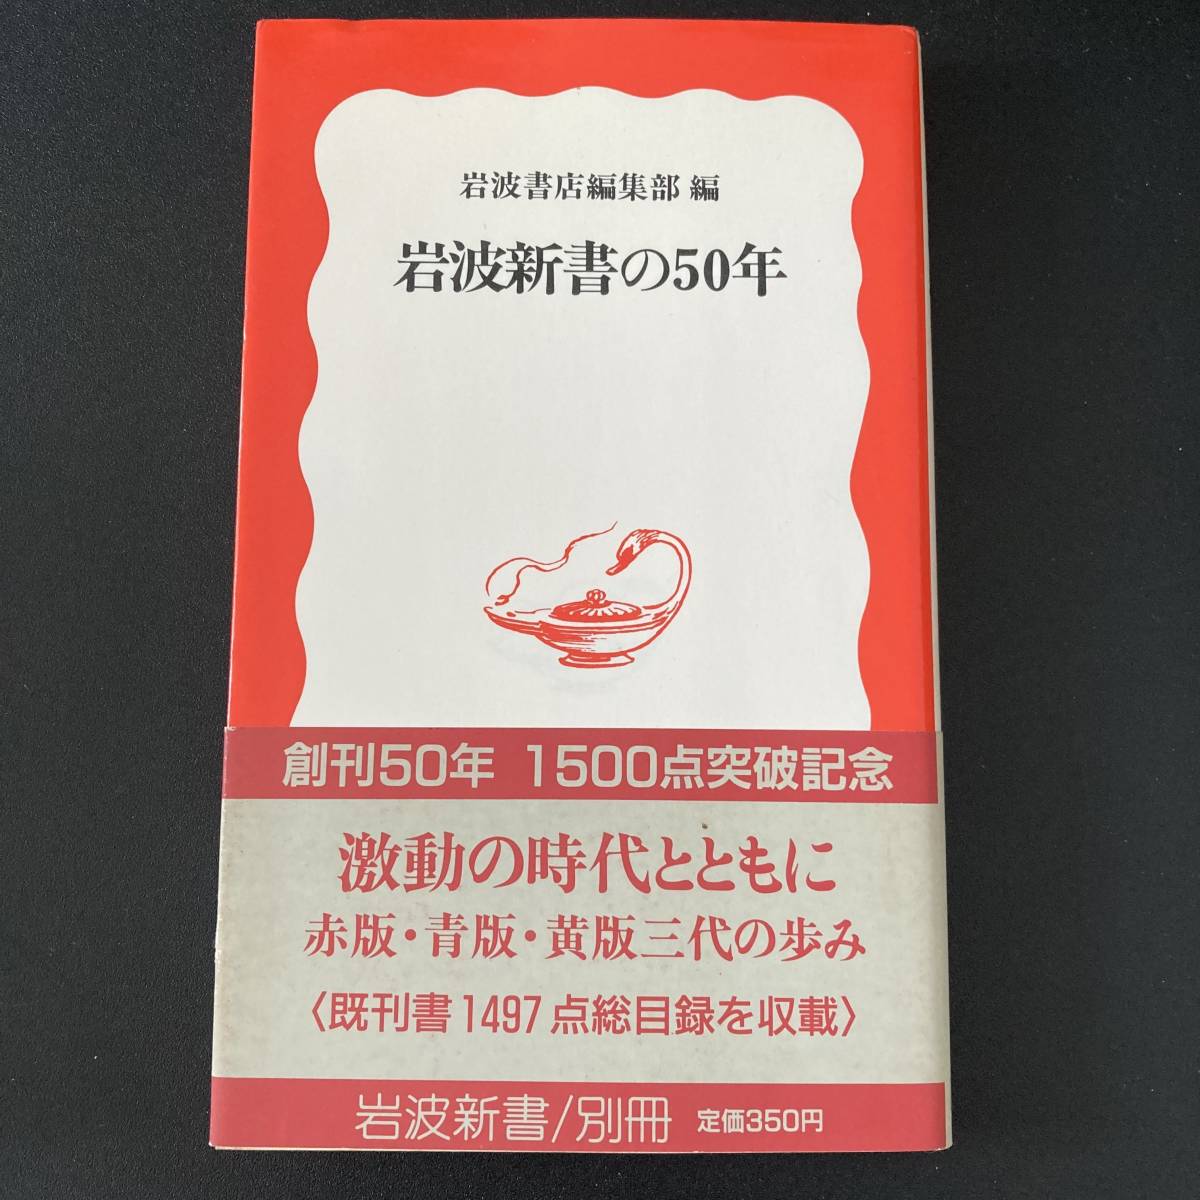 岩波書店編集部 編
岩波新書の50年
創刊50年 1500点突破記念
激動の時代とともに
赤版・青版・黄版三代の歩み
〈既刊書1497点総目録を収載〉
岩波新書/別冊 定価350円